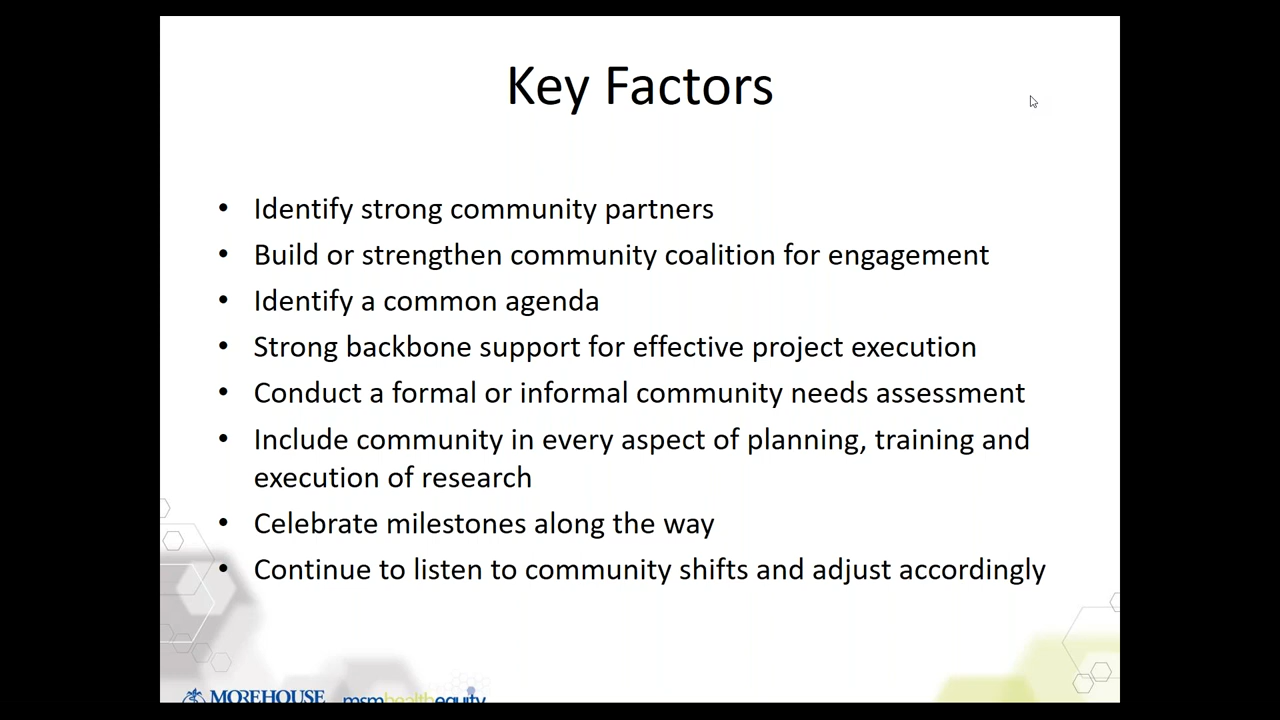 Key Factors
• Identify strong community partners
• Build or strengthen community coalition for engagement
• Identify a common agenda
• Strong backbone support for effective project execution
• Conduct a formal or informal community needs assessment
• Include community in every aspect of planning, training and
execution of research
• Celebrate milestones along the way
• Continue to listen to community shifts and adjust accordingly
MOREHOUSE msmhealthequity